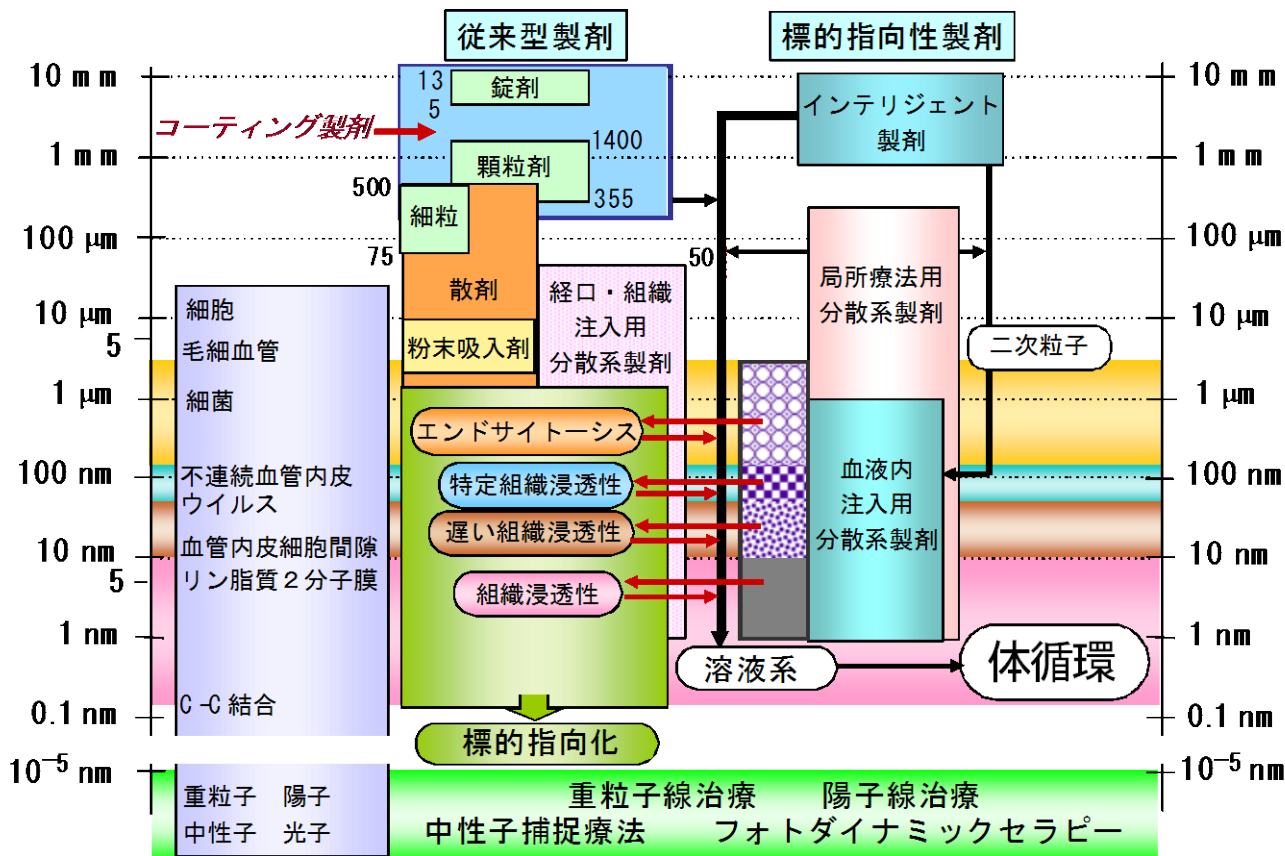 従来型製剤
標的指向性製剤
10 mm
1 mm
100 μm
10 μm
5
1 μm
100 nm
10 nm
5
1 nm
0.1 nm
10⁻⁵ nm
13
錠剤
5
コーティング製剤
1400
顆粒剤
355
500
細粒
75
散剤
粉末吸入剤
50
経口・組織
注入用
分散系製剤
インテリジェント
製剤
局所療法用
分散系製剤
二次粒子
血液内
注入用
分散系製剤
細胞
毛細血管
細菌
不連続血管内皮
ウイルス
血管内皮細胞間隙
リン脂質2分子膜
C-C結合
エンドサイトーシス
特定組織浸透性
遅い組織浸透性
組織浸透性
溶液系
体循環
標的指向化
10 mm
1 mm
100 μm
10 μm
1 μm
100 nm
10 nm
1 nm
0.1 nm
10⁻⁵ nm
重粒子 陽子
中性子 光子
重粒子線治療 陽子線治療
中性子捕捉療法 フォトダイナミックセラピー